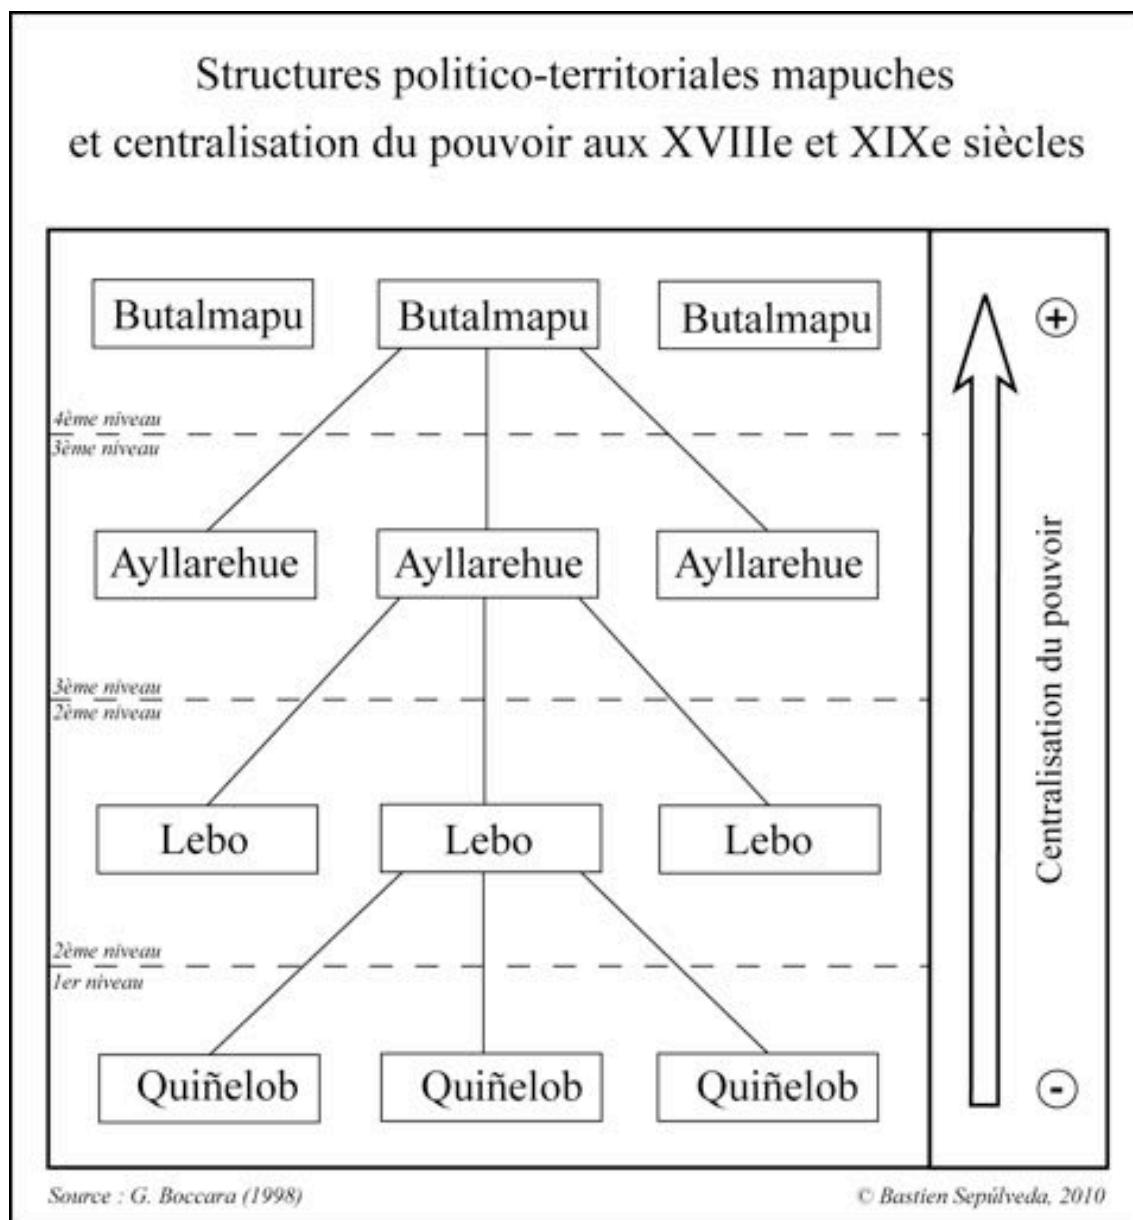 Structures politico-territoriales mapuches
et centralisation du pouvoir aux XVIIIe et XIXe siècles
Butalmapu
Butalmapu
Butalmapu
+
4ème niveau
3ème niveau
Ayllarehue
Ayllarehue
Ayllarehue
Centralisation du pouvoir
3ème niveau
2ème niveau
Lebo
Lebo
Lebo
2ème niveau
1er niveau
Quiñelob
Quiñelob
Quiñelob
-
Source : G. Boccara (1998)
© Bastien Sepúlveda, 2010